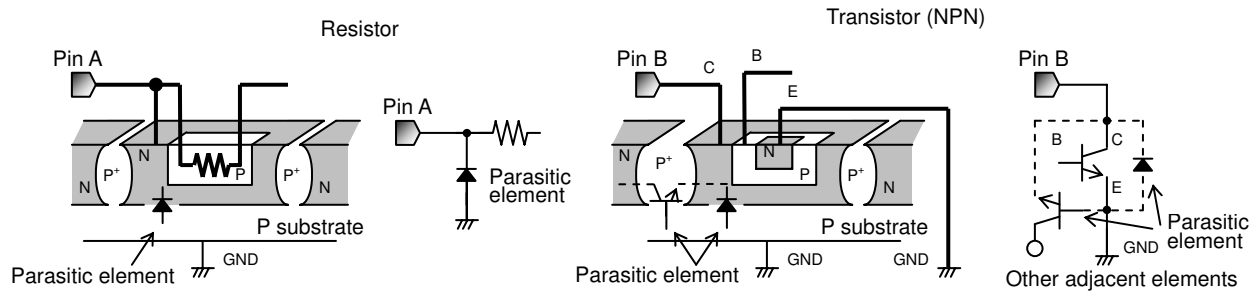 Resistor
Transistor (NPN)
Pin A
Pin B
C
B
E
Pin B
Pin A
N
N
P+
P
P+
N
Parasitic
element
P substrate
GND
Parasitic element
N
P+
N
P
P+
N
P substrate
GND
GND
Parasitic element
B
C
E
GND
Parasitic
element
Other adjacent elements